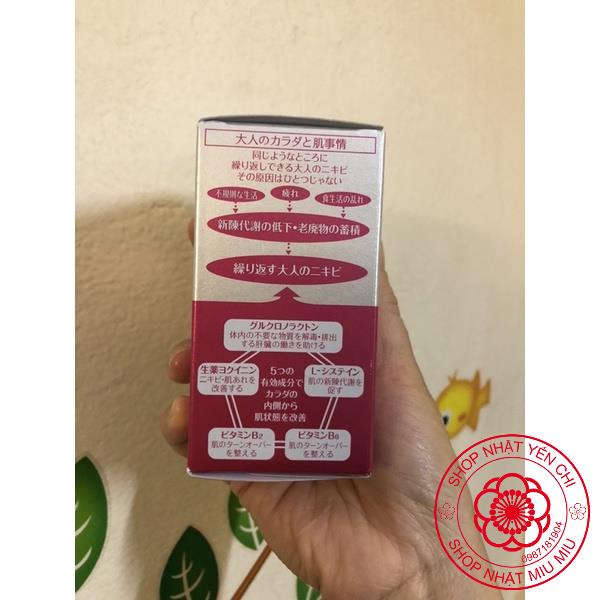 大人のカラダと肌事情
同じようなところに
繰り返しできる大人のニキビ
その原因はひとつじゃない
不規則な生活
疲れ
食生活の乱れ
新陳代謝の低下・老廃物の蓄積
繰り返す大人のニキビ
グルクロノラクトン
体内の不要な物質を解毒・排出
する肝臓の働きを助ける
生薬ヨクイニン
ニキビ・肌あれを
改善する
5つの
有効成分で
カラダの
内側から
肌状態を改善
L-システイン
肌の新陳代謝を
促す
ビタミンB2
肌のターンオーバー
を整える
ビタミンB6
肌のターンオーバー
を整える
SHOP NHẬT YẾN CHI
0987181904
SHOP NHẬT MIU MIU